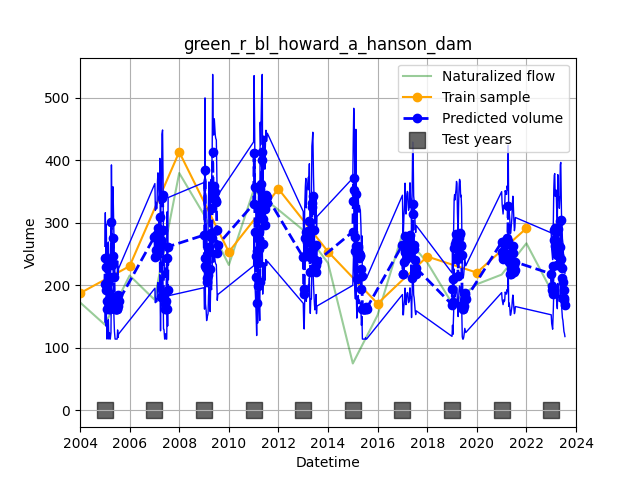 green_r_bl_howard_a_hanson_dam
Naturalized flow
Train sample
Predicted volume
Test years
Volume
500
400
300
200
100
0
2004 2006 2008 2010 2012 2014 2016 2018 2020 2022 2024
Datetime